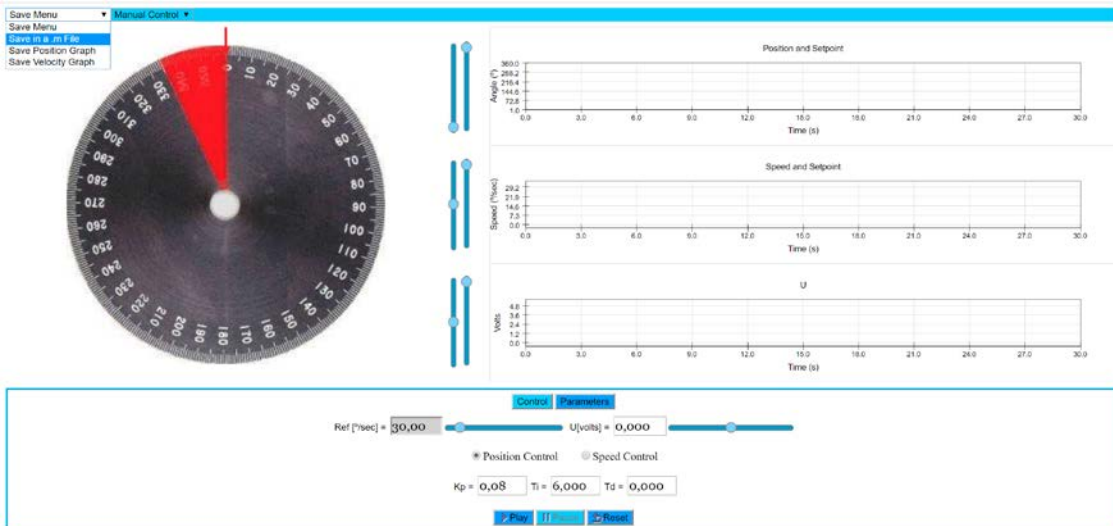 Save Menu ▼ Manual Control ▼
Save Menu
Save in a .m File
Save Position Graph
Save Velocity Graph
0
10
20
30
40
50
60
70
80
90
100
110
120
130
140
150
160
170
180
190
200
210
220
230
240
250
260
270
280
290
300
310
320
330
340
350
Position and Setpoint
Angle (º)
360.0
288.2
216.4
144.6
72.8
1.0
0.0 3.0 6.0 9.0 12.0 15.0 18.0 21.0 24.0 27.0 30.0
Time (s)
Speed and Setpoint
Speed (º/sec)
29.2
21.9
14.6
7.3
0.0
0.0 3.0 6.0 9.0 12.0 15.0 18.0 21.0 24.0 27.0 30.0
Time (s)
U
Volts
4.8
3.6
2.4
1.2
0.0
0.0 3.0 6.0 9.0 12.0 15.0 18.0 21.0 24.0 27.0 30.0
Time (s)
Control Parameters
Ref [º/sec] = 30,00 U[volts] = 0,000
Position Control Speed Control
Kp = 0,08 Ti = 6,000 Td = 0,000
Play Pause Reset